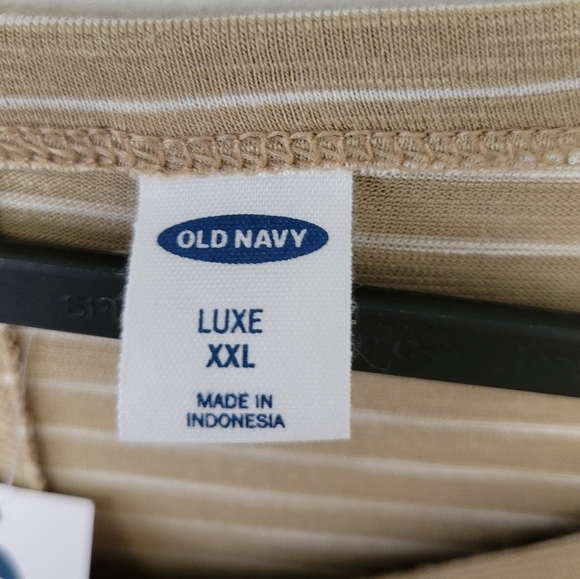 OLD NAVY
LUXE
XXL
MADE IN
INDONESIA